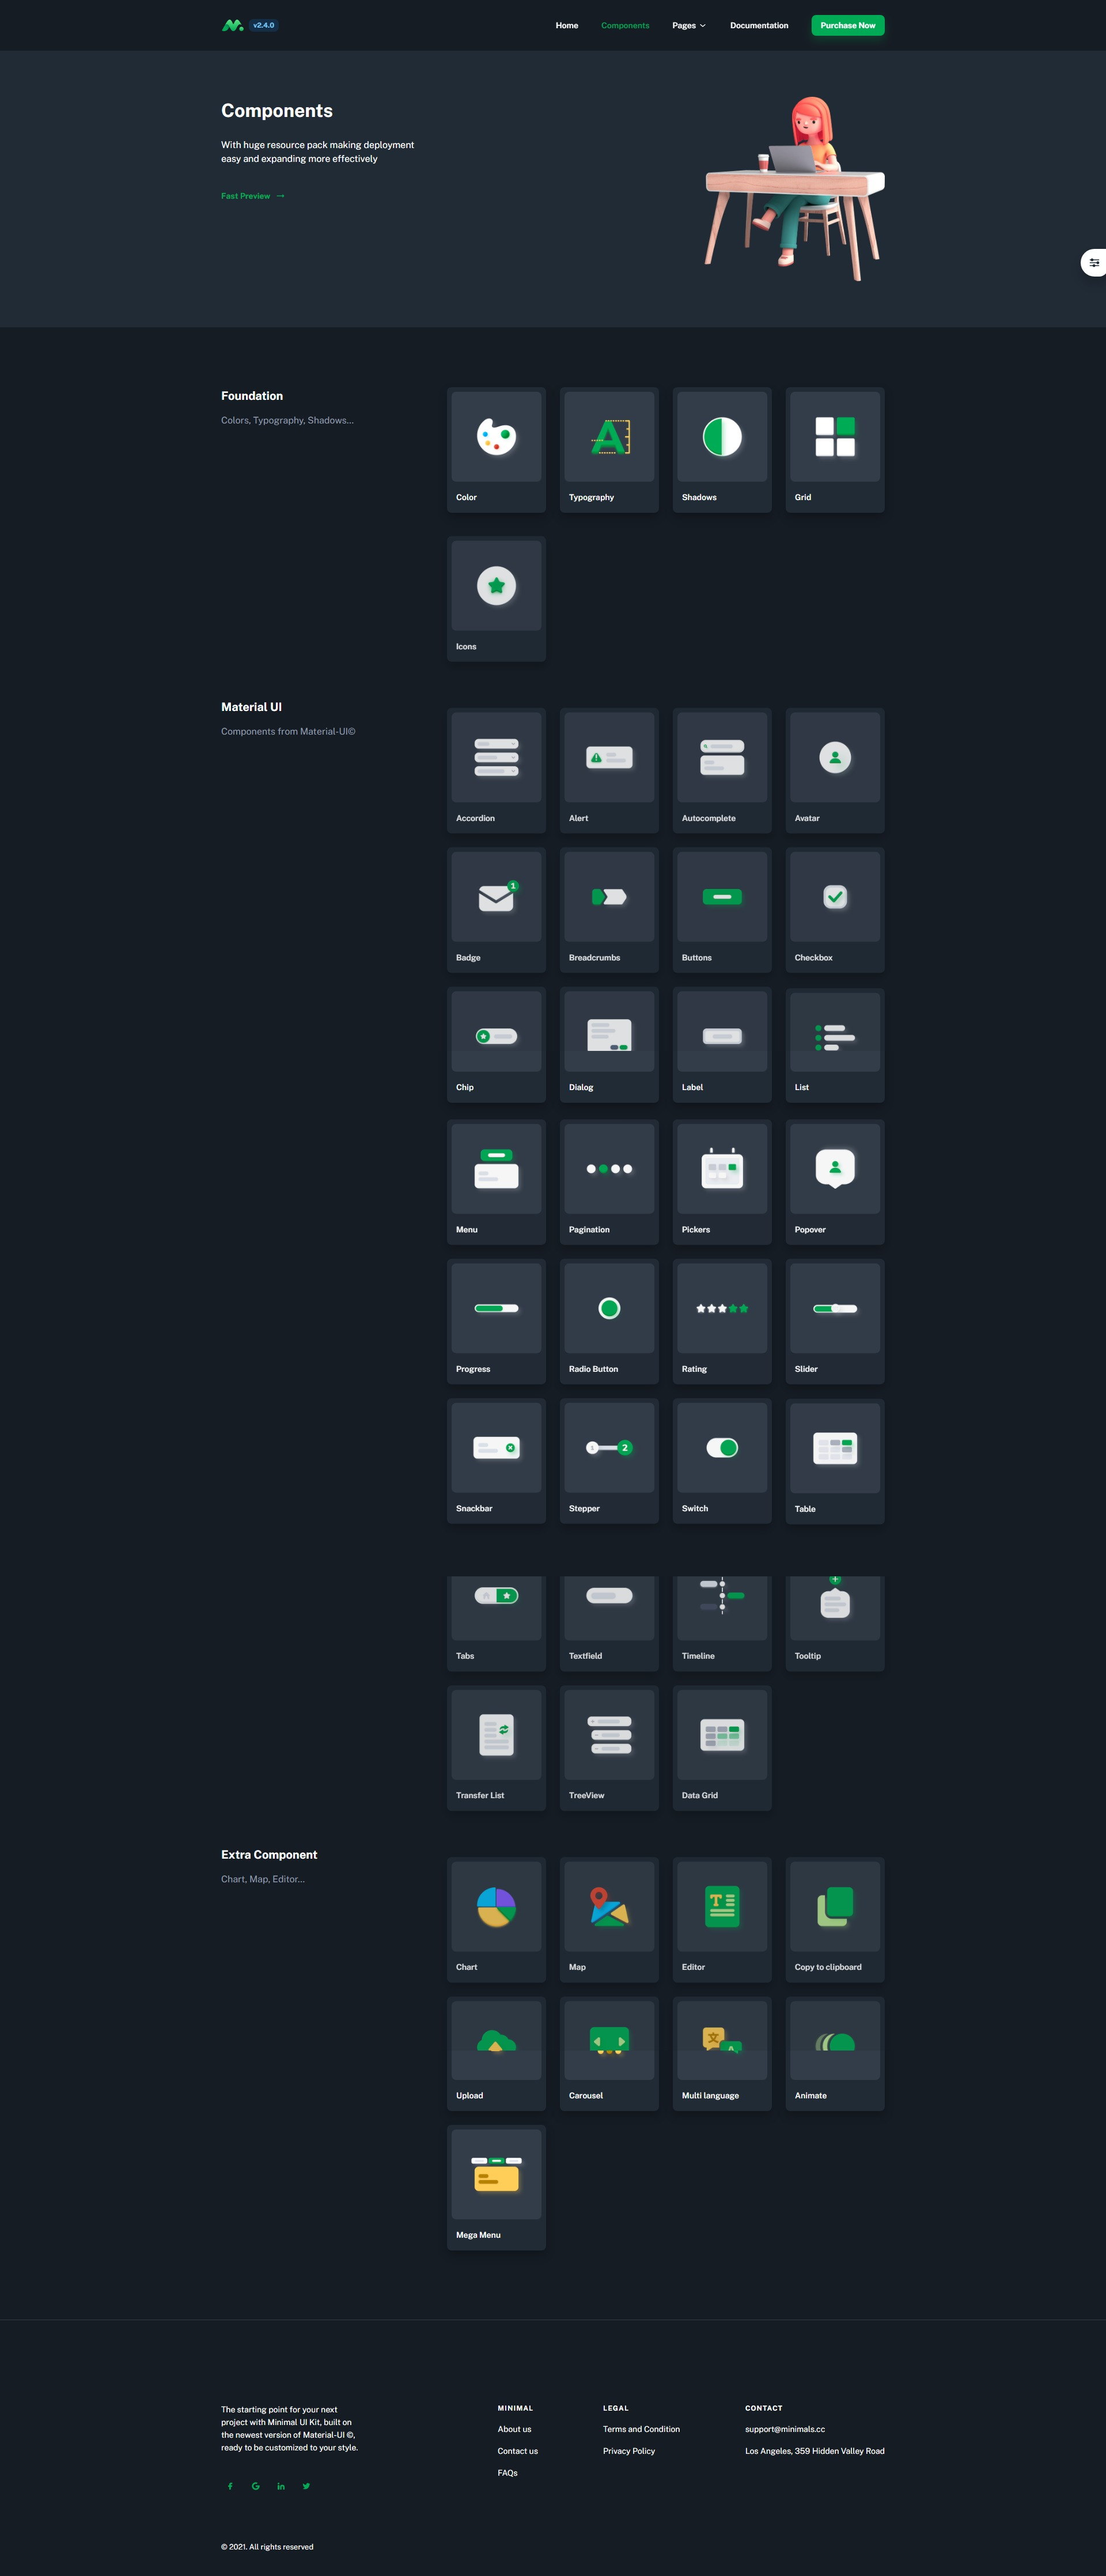 v2.4.0
Home
Components
Pages
Documentation
Purchase Now
Components
With huge resource pack making deployment
easy and expanding more effectively
Fast Preview
Foundation
Colors, Typography, Shadows...
Color
Typography
Shadows
Grid
Icons
Material UI
Components from Material-UI©
Accordion
Alert
Autocomplete
Avatar
1
Badge
Breadcrumbs
Buttons
Checkbox
Chip
Dialog
Label
List
Menu
Pagination
Pickers
Popover
Progress
Radio Button
Rating
Slider
1
2
Snackbar
Stepper
Switch
Table
Tabs
Textfield
Timeline
Tooltip
Transfer List
TreeView
Data Grid
Extra Component
Chart, Map, Editor...
T
Chart
Map
Editor
Copy to clipboard
文
A
Upload
Carousel
Multi language
Animate
Mega Menu
The starting point for your next
project with Minimal UI Kit, built on
the newest version of Material-UI ©,
ready to be customized to your style.
MINIMAL
About us
Contact us
FAQs
LEGAL
Terms and Condition
Privacy Policy
CONTACT
support@minimals.cc
Los Angeles, 359 Hidden Valley Road
© 2021. All rights reserved